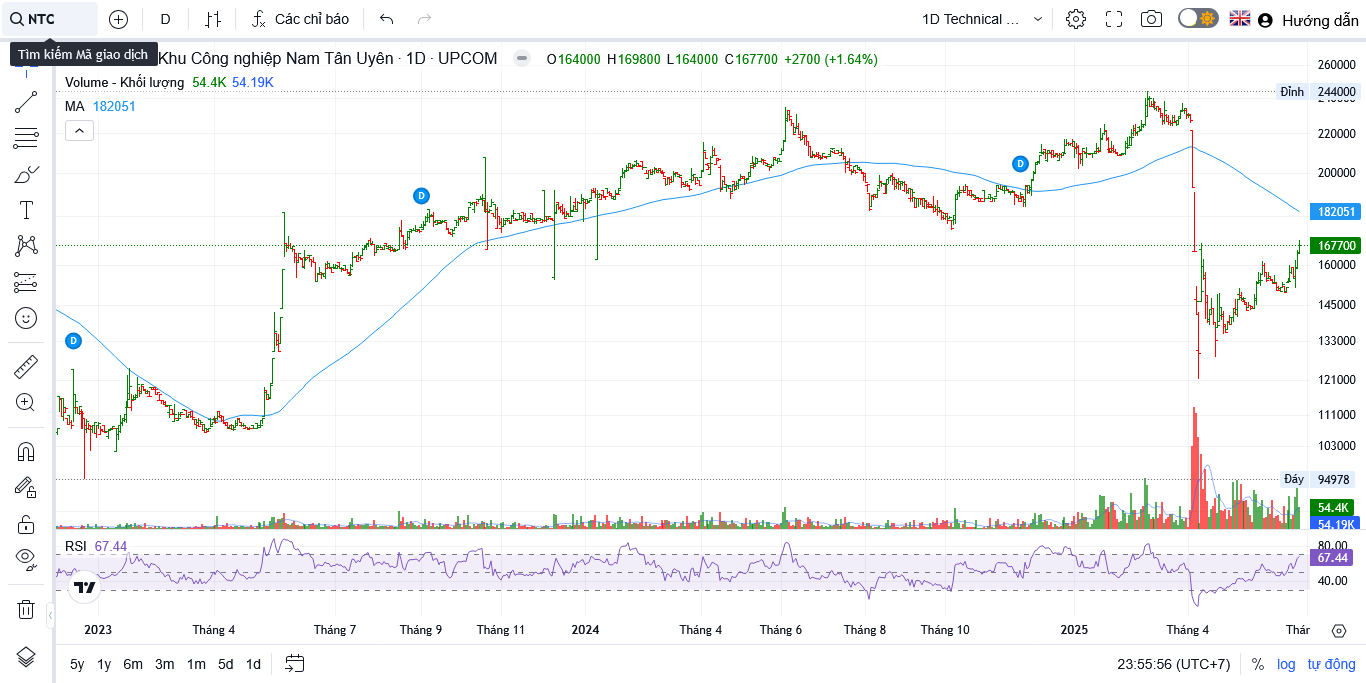 NTC
D
Các chỉ báo
1D Technical ...
Hướng dẫn
Tìm kiếm Mã giao dịch
Khu Công nghiệp Nam Tân Uyên · 1D · UPCOM
O164000 H169800 L164000 C167700 +2700 (+1.64%)
Volume - Khối lượng 54.4K 54.19K
MA 182051
260000
Đỉnh 244000
240000
220000
200000
182051
167700
160000
145000
133000
121000
111000
103000
Đáy 94978
54.4K
54.19K
D
D
D
RSI 67.44
80.00
67.44
40.00
2023 Tháng 4 Tháng 7 Tháng 9 Tháng 11 2024 Tháng 4 Tháng 6 Tháng 8 Tháng 10 2025 Tháng 4 Thár
5y 1y 6m 3m 1m 5d 1d
23:55:56 (UTC+7) % log tự động